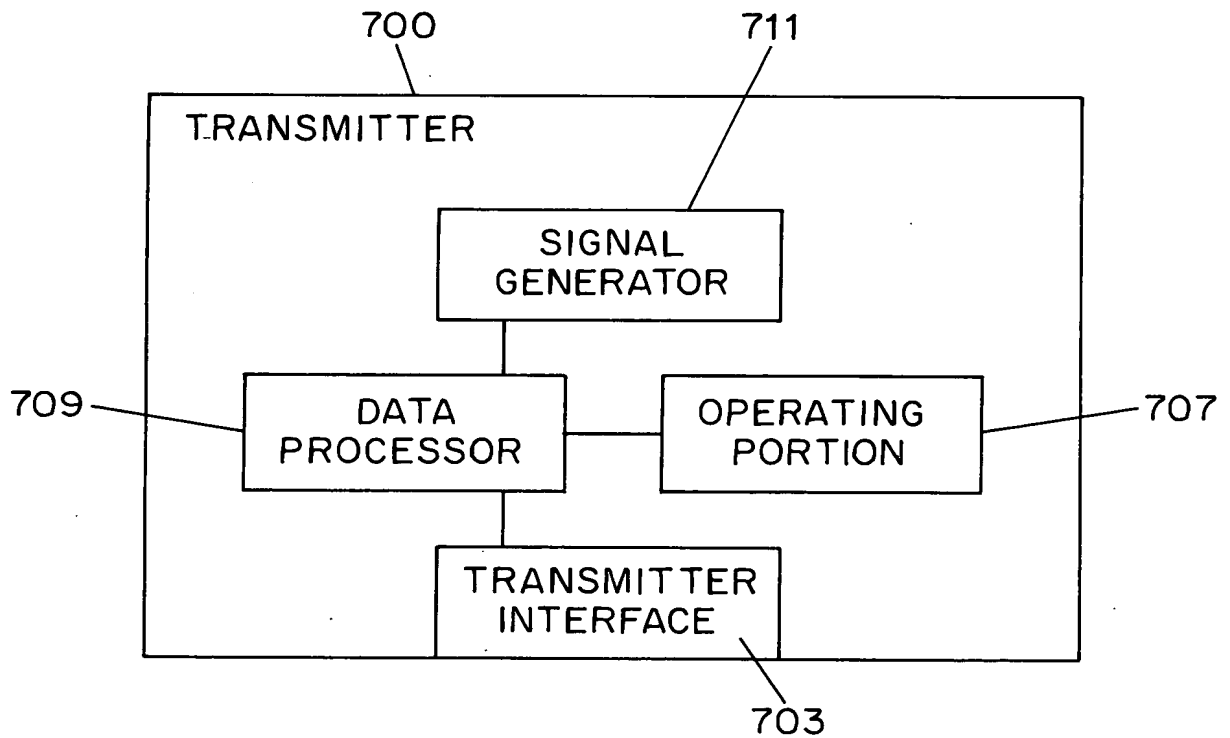 700
711
TRANSMITTER
SIGNAL
GENERATOR
709
DATA
PROCESSOR
OPERATING
PORTION
707
TRANSMITTER
INTERFACE
703